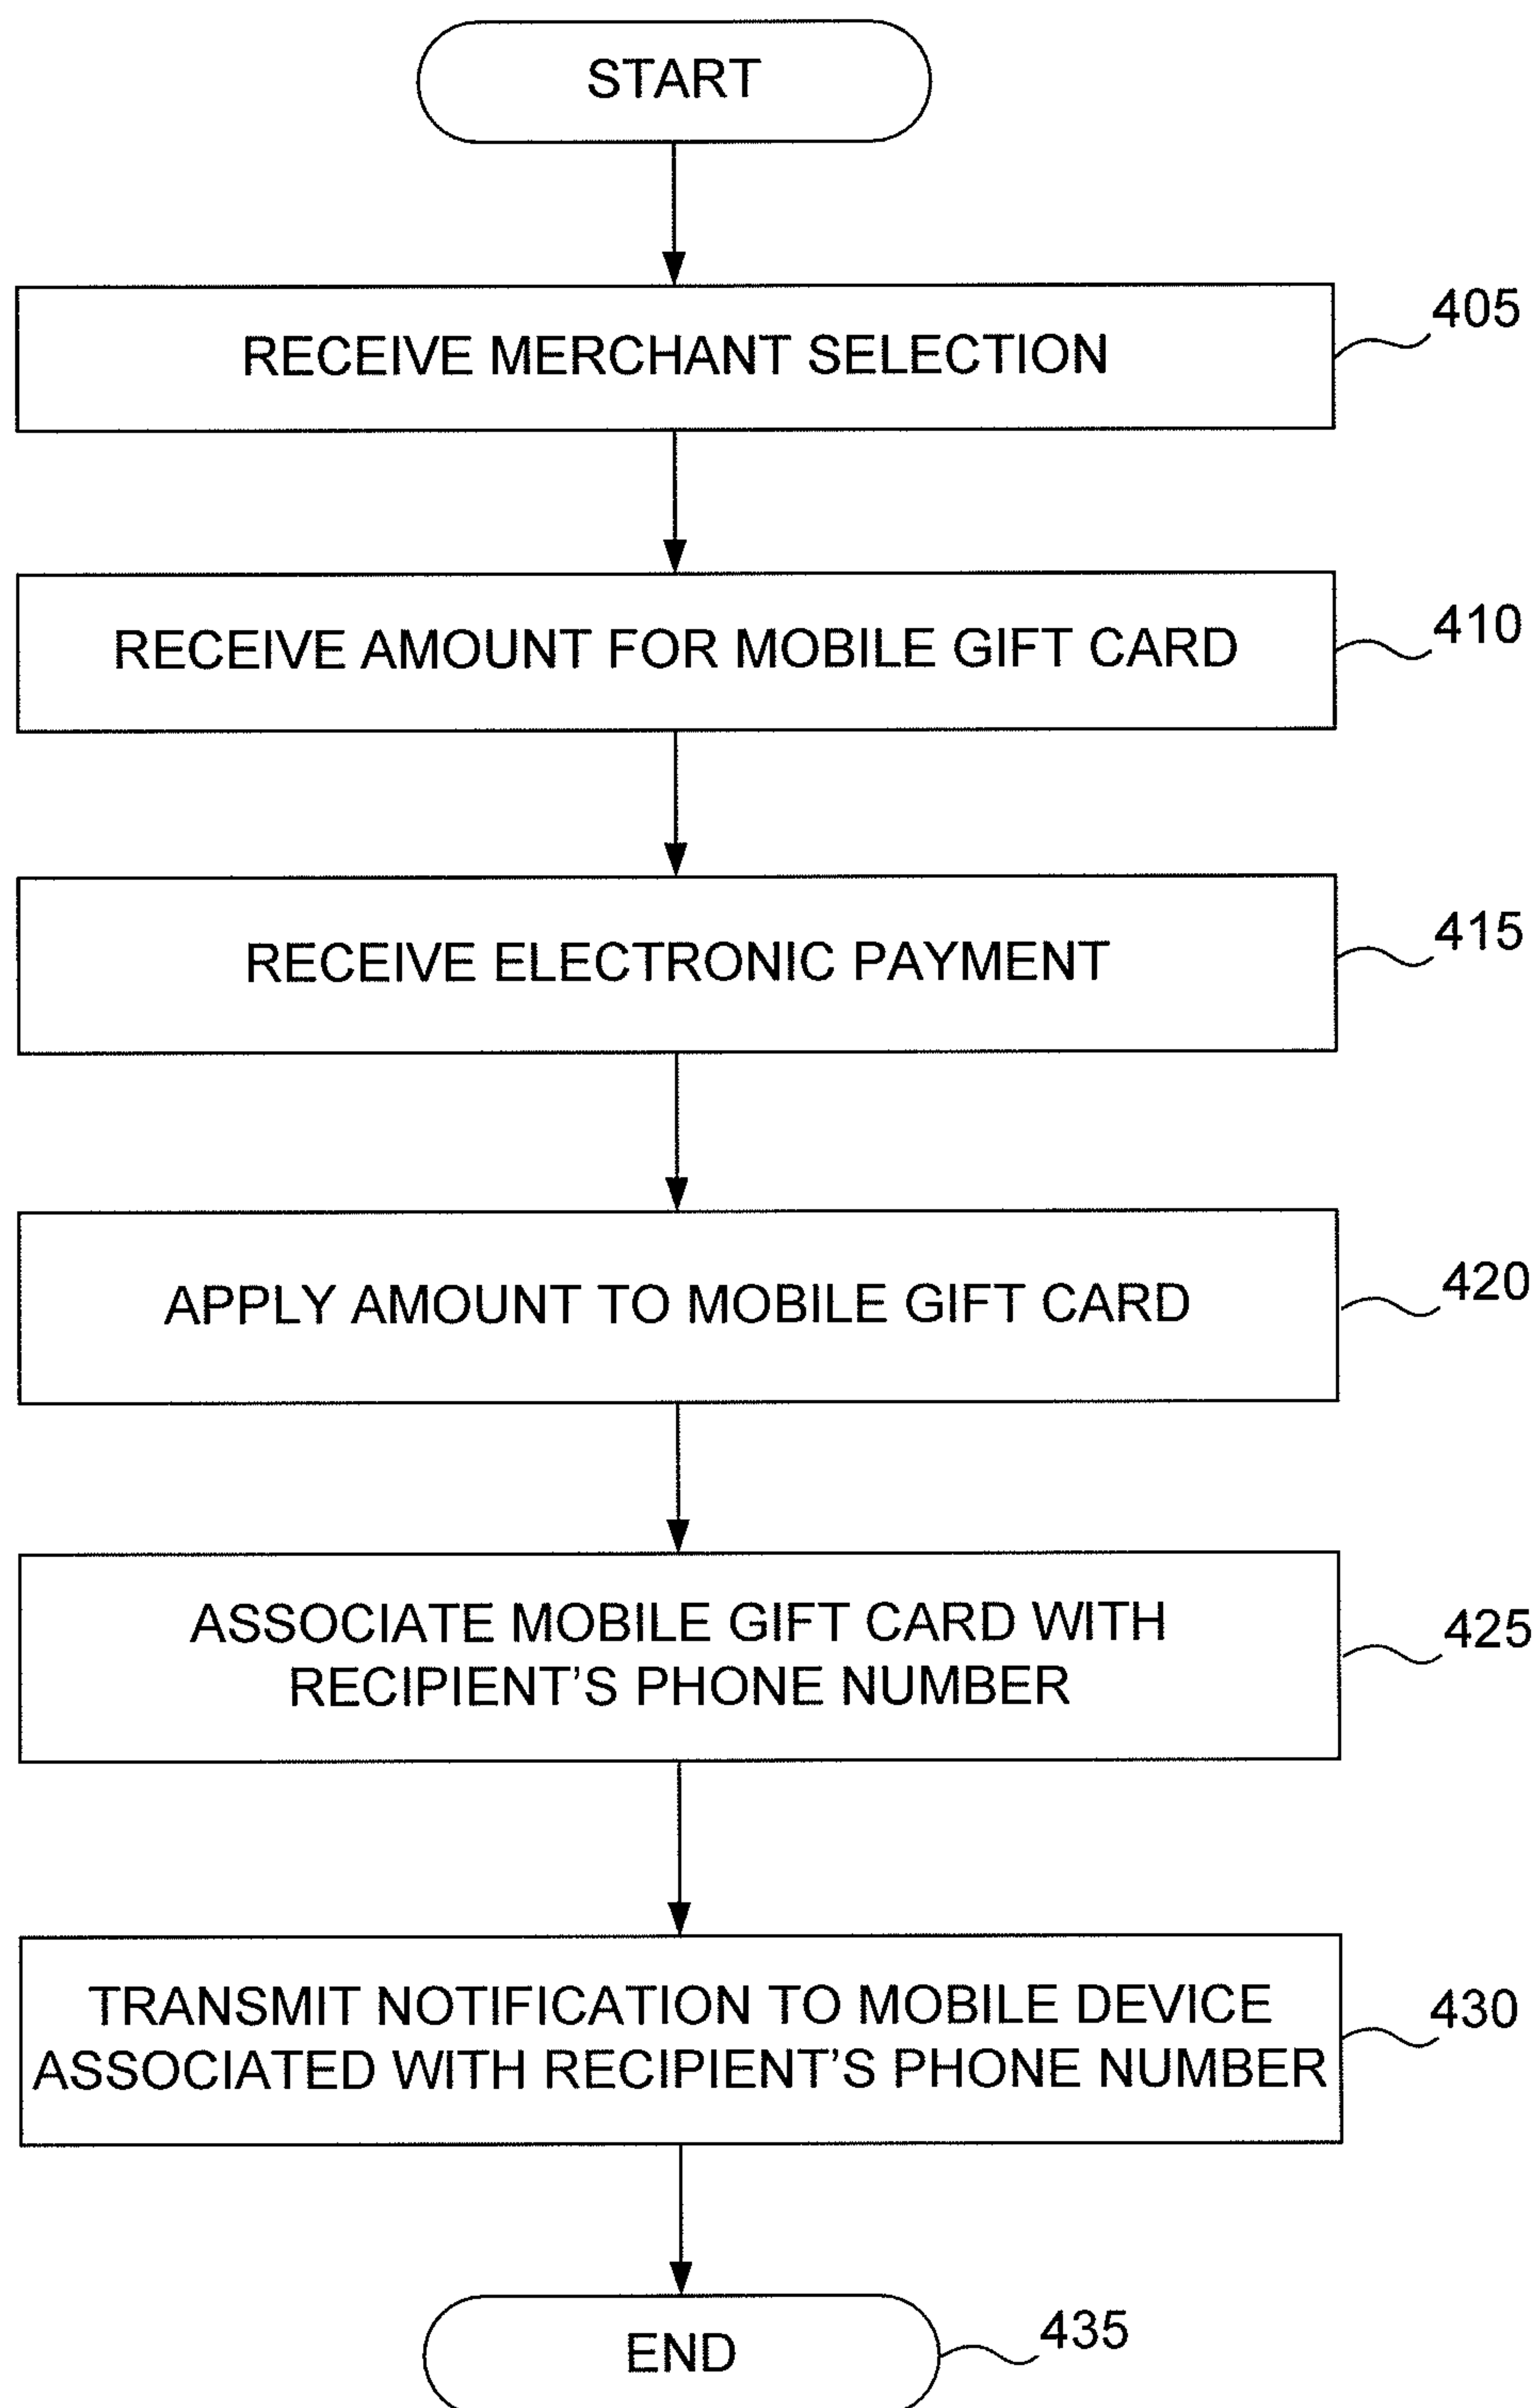 START
RECEIVE MERCHANT SELECTION
405
RECEIVE AMOUNT FOR MOBILE GIFT CARD
410
RECEIVE ELECTRONIC PAYMENT
415
APPLY AMOUNT TO MOBILE GIFT CARD
420
ASSOCIATE MOBILE GIFT CARD WITH
RECIPIENT'S PHONE NUMBER
425
TRANSMIT NOTIFICATION TO MOBILE DEVICE
ASSOCIATED WITH RECIPIENT'S PHONE NUMBER
430
END
435